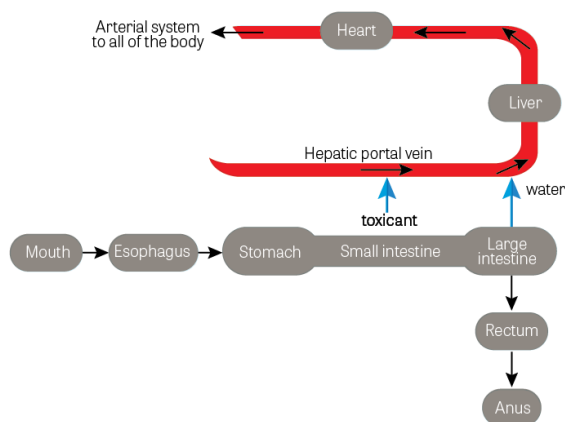 Arterial system
to all of the body
Heart
Liver
Hepatic portal vein
water
toxicant
Mouth
Esophagus
Stomach
Small intestine
Large
intestine
Rectum
Anus